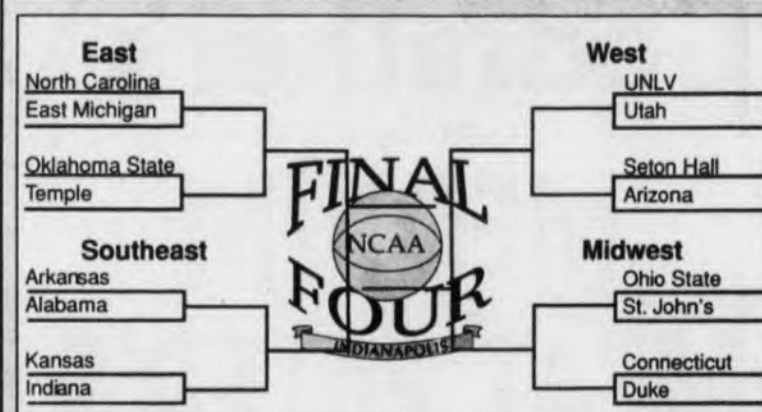 East
North Carolina
East Michigan
Oklahoma State
Temple
Southeast
Arkansas
Alabama
Kansas
Indiana
FINAL
NCAA
FOUR
INDIANAPOLIS
West
UNLV
Utah
Seton Hall
Arizona
Midwest
Ohio State
St. John's
Connecticut
Duke